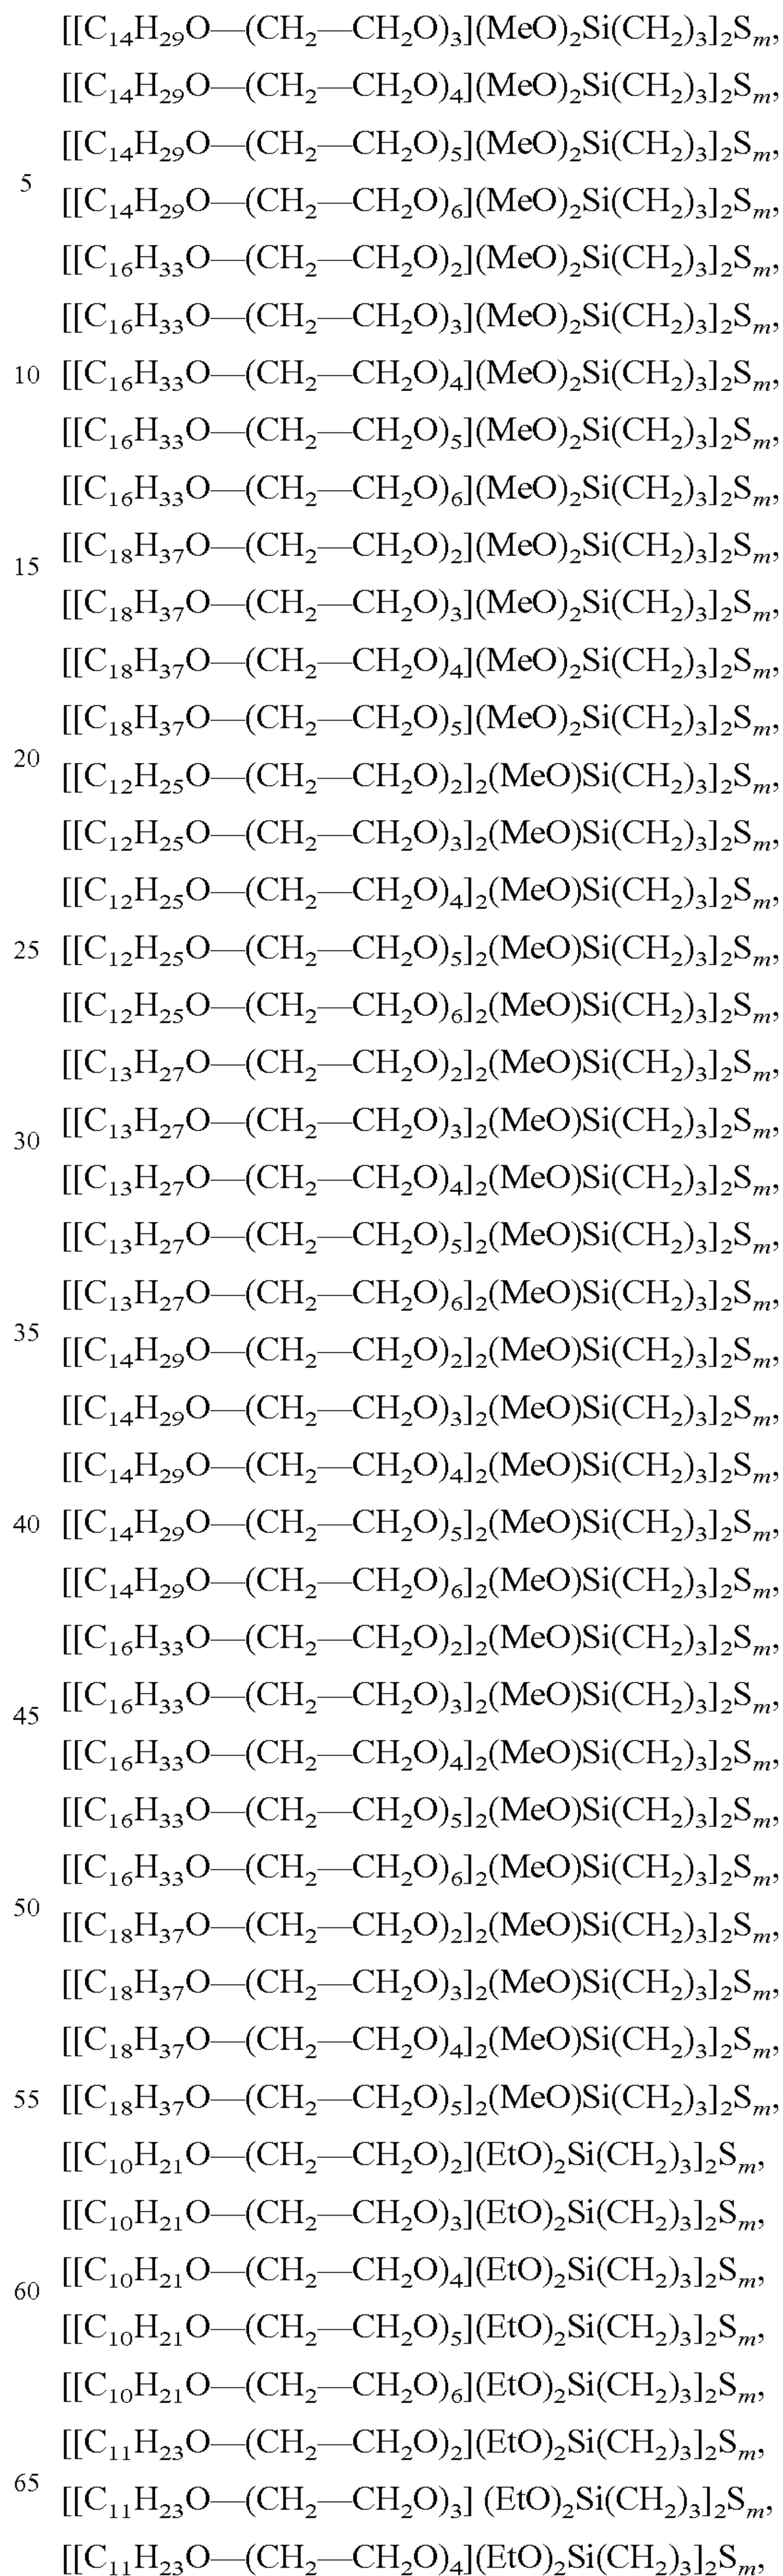 [[C₁₄H₂₉O—(CH₂—CH₂O)₃](MeO)₂Si(CH₂)₃]₂Sₘ,
[[C₁₄H₂₉O—(CH₂—CH₂O)₄](MeO)₂Si(CH₂)₃]₂Sₘ,
[[C₁₄H₂₉O—(CH₂—CH₂O)₅](MeO)₂Si(CH₂)₃]₂Sₘ,
5
[[C₁₄H₂₉O—(CH₂—CH₂O)₆](MeO)₂Si(CH₂)₃]₂Sₘ,
[[C₁₆H₃₃O—(CH₂—CH₂O)₂](MeO)₂Si(CH₂)₃]₂Sₘ,
[[C₁₆H₃₃O—(CH₂—CH₂O)₃](MeO)₂Si(CH₂)₃]₂Sₘ,
10 [[C₁₆H₃₃O—(CH₂—CH₂O)₄](MeO)₂Si(CH₂)₃]₂Sₘ,
[[C₁₆H₃₃O—(CH₂—CH₂O)₅](MeO)₂Si(CH₂)₃]₂Sₘ,
[[C₁₆H₃₃O—(CH₂—CH₂O)₆](MeO)₂Si(CH₂)₃]₂Sₘ,
[[C₁₈H₃₇O—(CH₂—CH₂O)₂](MeO)₂Si(CH₂)₃]₂Sₘ,
15
[[C₁₈H₃₇O—(CH₂—CH₂O)₃](MeO)₂Si(CH₂)₃]₂Sₘ,
[[C₁₈H₃₇O—(CH₂—CH₂O)₄](MeO)₂Si(CH₂)₃]₂Sₘ,
[[C₁₈H₃₇O—(CH₂—CH₂O)₅](MeO)₂Si(CH₂)₃]₂Sₘ,
20
[[C₁₂H₂₅O—(CH₂—CH₂O)₂]₂(MeO)Si(CH₂)₃]₂Sₘ,
[[C₁₂H₂₅O—(CH₂—CH₂O)₃]₂(MeO)Si(CH₂)₃]₂Sₘ,
[[C₁₂H₂₅O—(CH₂—CH₂O)₄]₂(MeO)Si(CH₂)₃]₂Sₘ,
25 [[C₁₂H₂₅O—(CH₂—CH₂O)₅]₂(MeO)Si(CH₂)₃]₂Sₘ,
[[C₁₂H₂₅O—(CH₂—CH₂O)₆]₂(MeO)Si(CH₂)₃]₂Sₘ,
[[C₁₃H₂₇O—(CH₂—CH₂O)₂]₂(MeO)Si(CH₂)₃]₂Sₘ,
30 [[C₁₃H₂₇O—(CH₂—CH₂O)₃]₂(MeO)Si(CH₂)₃]₂Sₘ,
[[C₁₃H₂₇O—(CH₂—CH₂O)₄]₂(MeO)Si(CH₂)₃]₂Sₘ,
[[C₁₃H₂₇O—(CH₂—CH₂O)₅]₂(MeO)Si(CH₂)₃]₂Sₘ,
[[C₁₃H₂₇O—(CH₂—CH₂O)₆]₂(MeO)Si(CH₂)₃]₂Sₘ,
35
[[C₁₄H₂₉O—(CH₂—CH₂O)₂]₂(MeO)Si(CH₂)₃]₂Sₘ,
[[C₁₄H₂₉O—(CH₂—CH₂O)₃]₂(MeO)Si(CH₂)₃]₂Sₘ,
[[C₁₄H₂₉O—(CH₂—CH₂O)₄]₂(MeO)Si(CH₂)₃]₂Sₘ,
40 [[C₁₄H₂₉O—(CH₂—CH₂O)₅]₂(MeO)Si(CH₂)₃]₂Sₘ,
[[C₁₄H₂₉O—(CH₂—CH₂O)₆]₂(MeO)Si(CH₂)₃]₂Sₘ,
[[C₁₆H₃₃O—(CH₂—CH₂O)₂]₂(MeO)Si(CH₂)₃]₂Sₘ,
45 [[C₁₆H₃₃O—(CH₂—CH₂O)₃]₂(MeO)Si(CH₂)₃]₂Sₘ,
[[C₁₆H₃₃O—(CH₂—CH₂O)₄]₂(MeO)Si(CH₂)₃]₂Sₘ,
[[C₁₆H₃₃O—(CH₂—CH₂O)₅]₂(MeO)Si(CH₂)₃]₂Sₘ,
[[C₁₆H₃₃O—(CH₂—CH₂O)₆]₂(MeO)Si(CH₂)₃]₂Sₘ,
50
[[C₁₈H₃₇O—(CH₂—CH₂O)₂]₂(MeO)Si(CH₂)₃]₂Sₘ,
[[C₁₈H₃₇O—(CH₂—CH₂O)₃]₂(MeO)Si(CH₂)₃]₂Sₘ,
[[C₁₈H₃₇O—(CH₂—CH₂O)₄]₂(MeO)Si(CH₂)₃]₂Sₘ,
55 [[C₁₈H₃₇O—(CH₂—CH₂O)₅]₂(MeO)Si(CH₂)₃]₂Sₘ,
[[C₁₀H₂₁O—(CH₂—CH₂O)₂](EtO)₂Si(CH₂)₃]₂Sₘ,
[[C₁₀H₂₁O—(CH₂—CH₂O)₃](EtO)₂Si(CH₂)₃]₂Sₘ,
[[C₁₀H₂₁O—(CH₂—CH₂O)₄](EtO)₂Si(CH₂)₃]₂Sₘ,
60
[[C₁₀H₂₁O—(CH₂—CH₂O)₅](EtO)₂Si(CH₂)₃]₂Sₘ,
[[C₁₀H₂₁O—(CH₂—CH₂O)₆](EtO)₂Si(CH₂)₃]₂Sₘ,
[[C₁₁H₂₃O—(CH₂—CH₂O)₂](EtO)₂Si(CH₂)₃]₂Sₘ,
65
[[C₁₁H₂₃O—(CH₂—CH₂O)₃] (EtO)₂Si(CH₂)₃]₂Sₘ,
[[C₁₁H₂₃O—(CH₂—CH₂O)₄](EtO)₂Si(CH₂)₃]₂Sₘ,